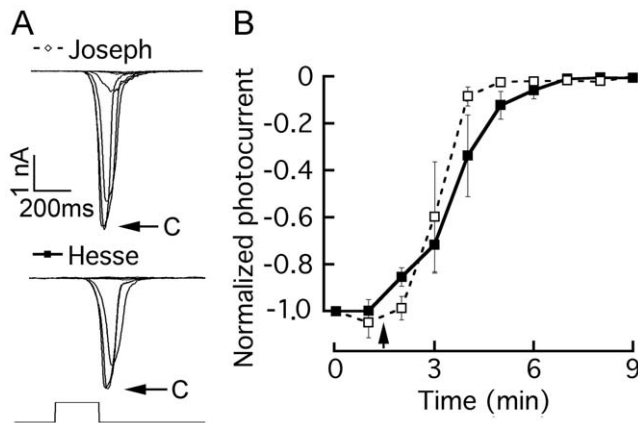 A
Joseph
1 nA
200ms
C
Hesse
C
B
Normalized photocurrent
0
-0.2
-0.4
-0.6
-0.8
-1.0
0
3
6
9
Time (min)